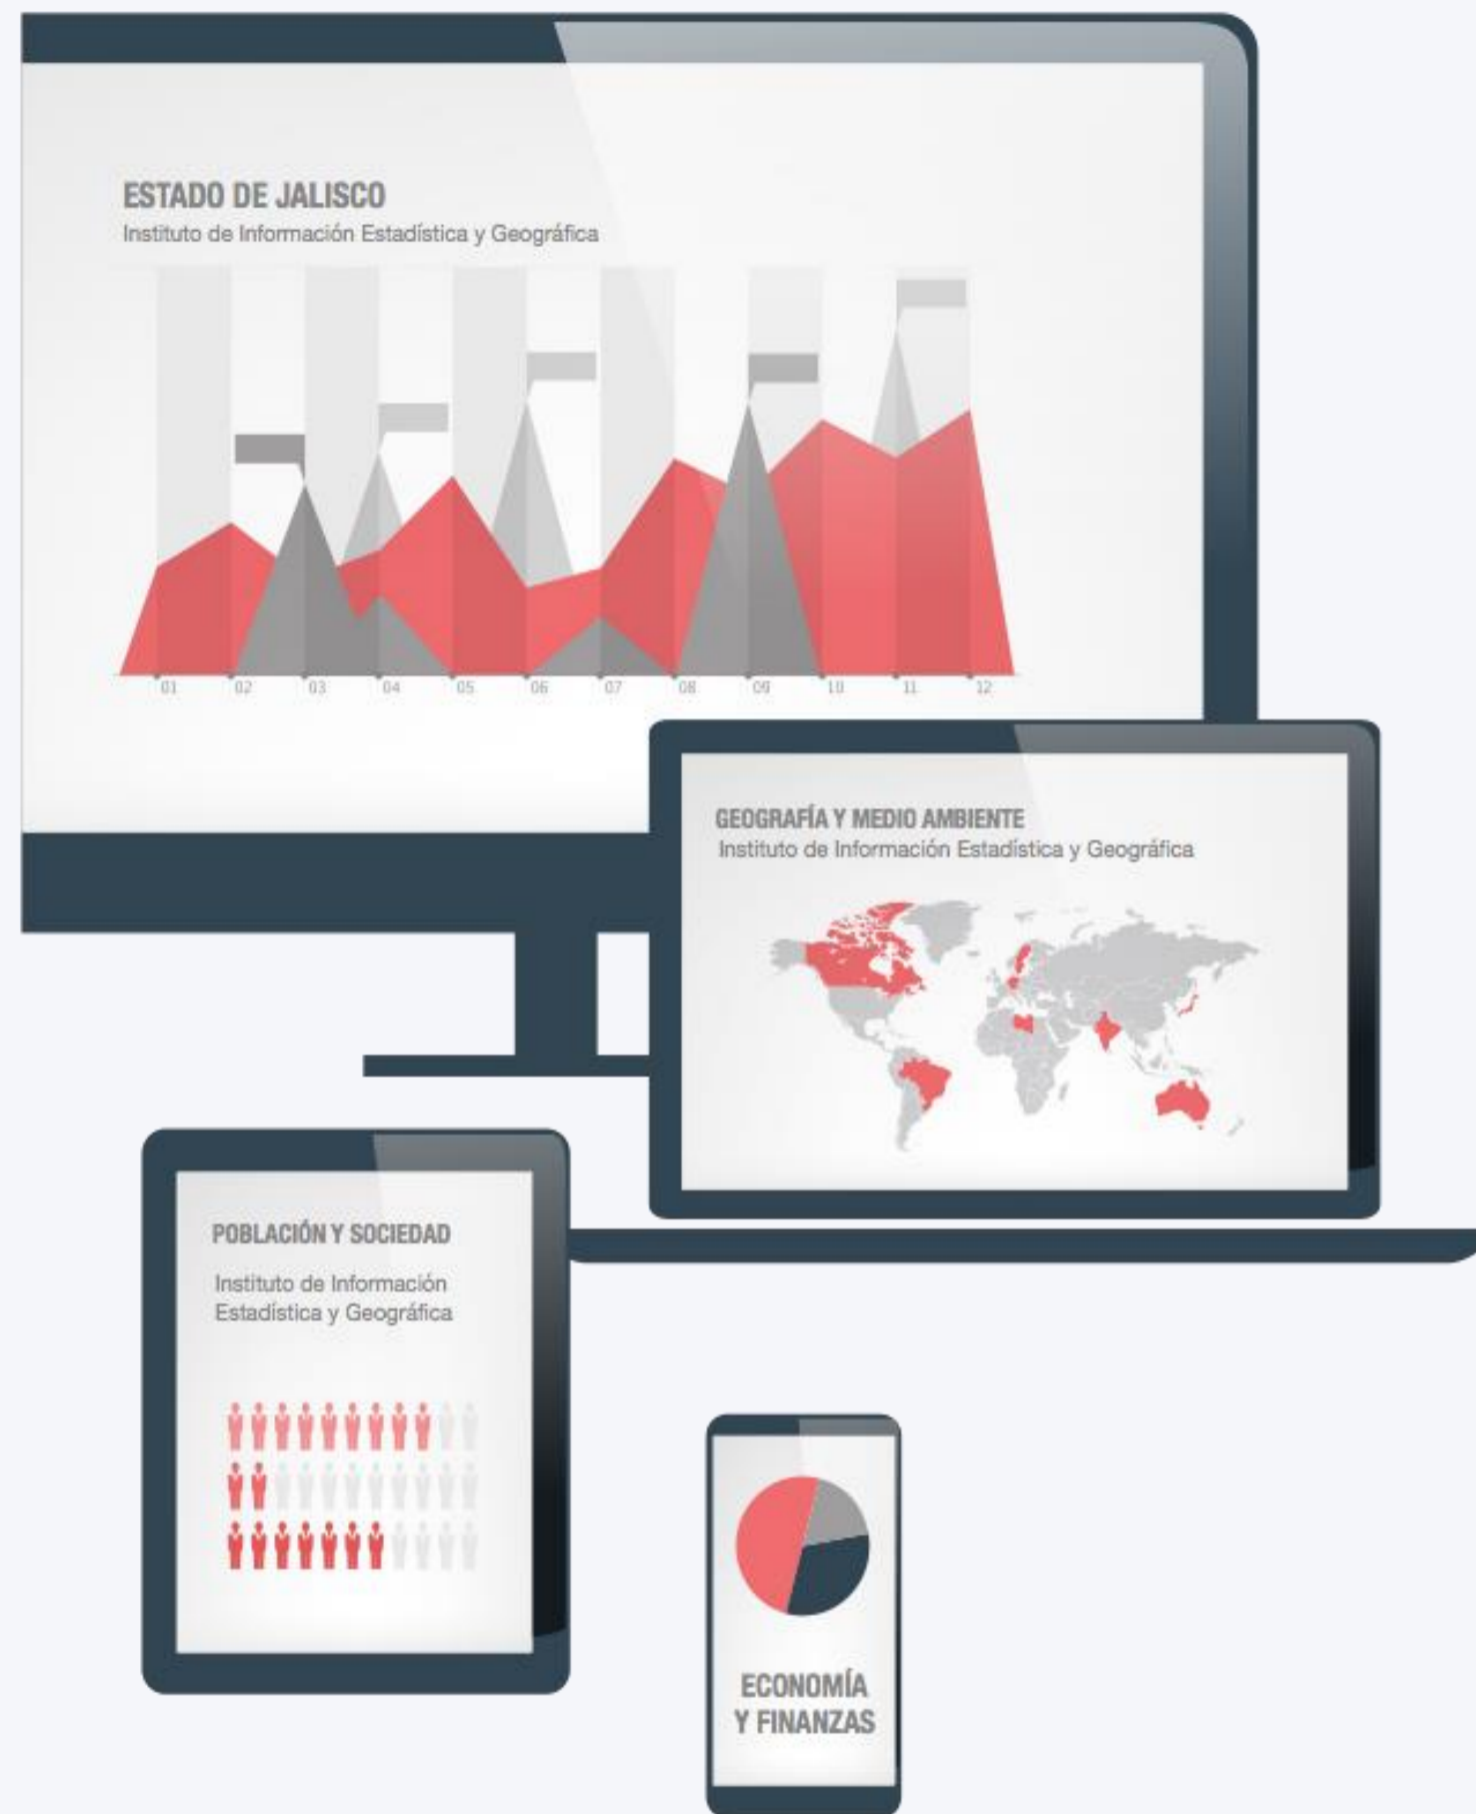 ESTADO DE JALISCO
Instituto de Información Estadística y Geográfica
01 02 03 04 05 06 07 08 09 10 11 12
GEOGRAFÍA Y MEDIO AMBIENTE
Instituto de Información Estadística y Geográfica
POBLACIÓN Y SOCIEDAD
Instituto de Información
Estadística y Geográfica
ECONOMÍA
Y FINANZAS